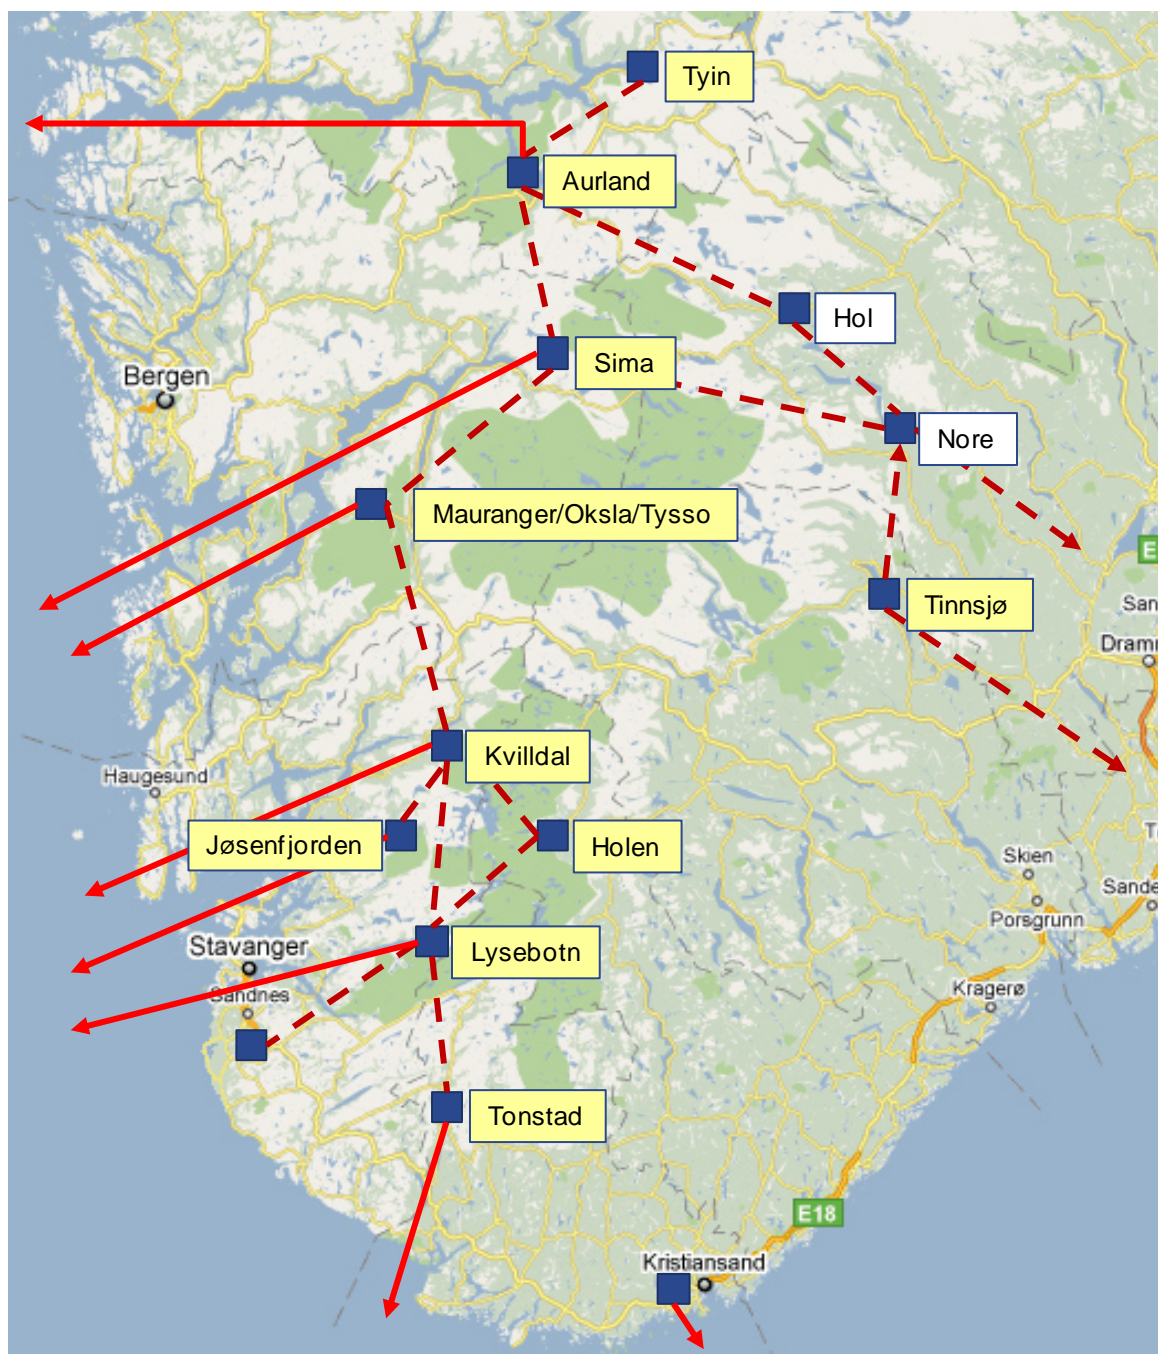 Tyin
Aurland
Hol
Sima
Bergen
Nore
Mauranger/Oksla/Tysso
E
Tinnsjø
San
Dramm
Kvilldal
Haugesund
Jøsenfjorden
Holen
Skien
Sande
Porsgrunn
Stavanger
Lysebotn
Sandnes
Kragerø
Tonstad
E18
Kristiansand